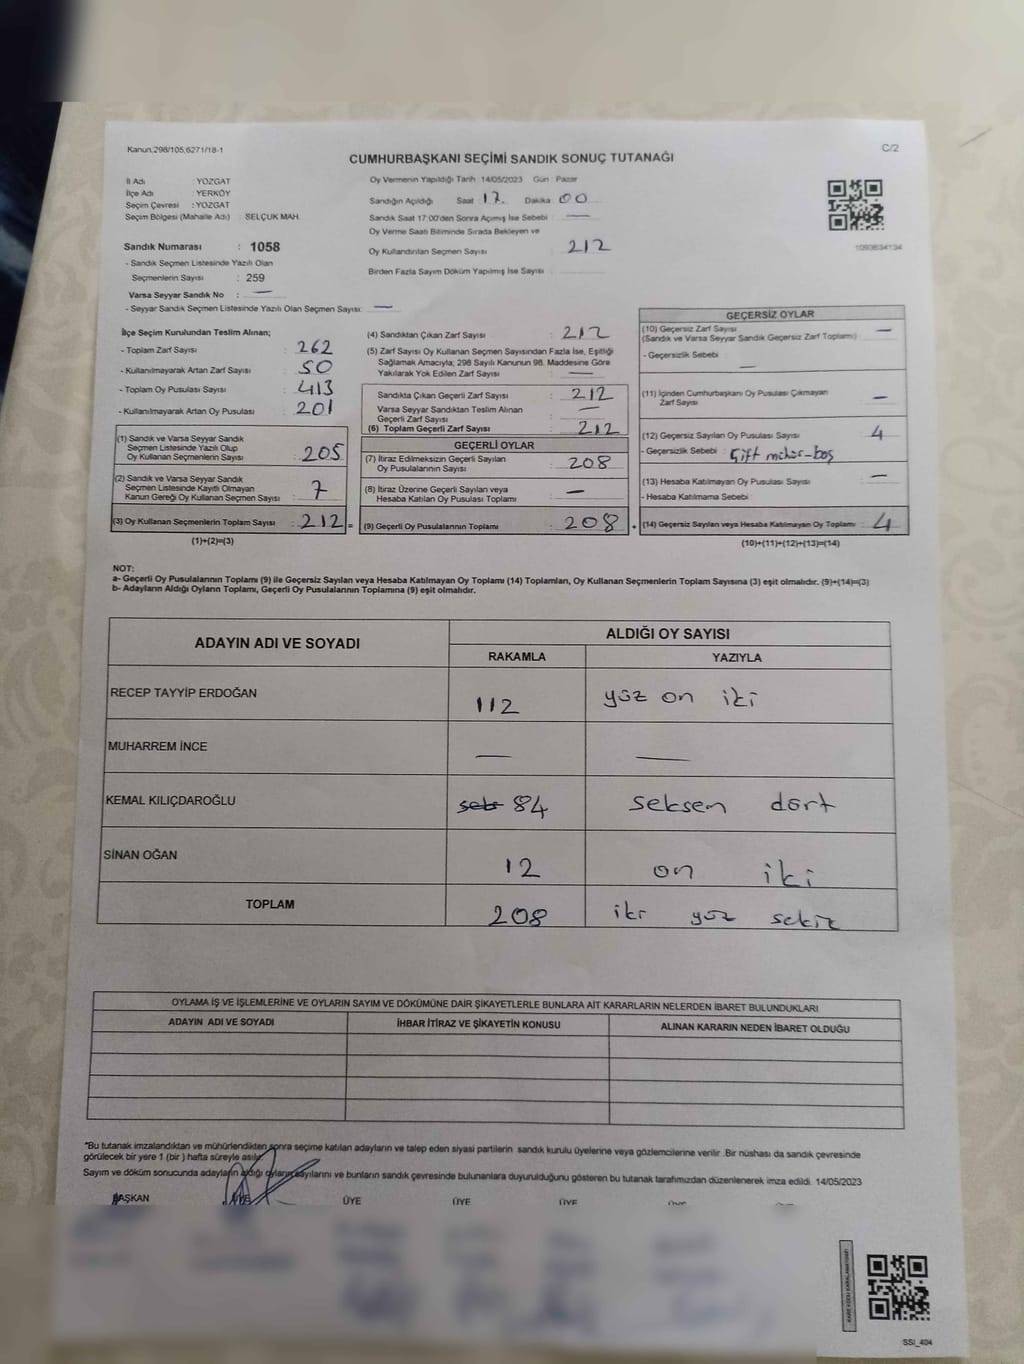 Kanun:298/105,6271/18-1
CUMHURBAŞKANI SEÇİMİ SANDIK SONUÇ TUTANAĞI
C/2
İl Adı : YOZGAT
İlçe Adı : YERKÖY
Seçim Çevresi : YOZGAT
Seçim Bölgesi (Mahalle Adı) : SELÇUK MAH.
Sandık Numarası : 1058
- Sandık Seçmen Listesinde Yazılı Olan
Seçmenlerin Sayısı : 259
Varsa Seyyar Sandık No : —
- Seyyar Sandık Seçmen Listesinde Yazılı Olan Seçmen Sayısı: —
Oy Vermenin Yapıldığı Tarih :14/05/2023 Gün : Pazar
Sandığın Açıldığı Saat : 17. Dakika : 00
Sandık Saat 17:00'den Sonra Açılmış İse Sebebi : —
Oy Verme Saati Bitiminde Sırada Bekleyen ve
Oy Kullandırılan Seçmen Sayısı : 212
Birden Fazla Sayım Döküm Yapılmış İse Sayısı :
1093634134
İlçe Seçim Kurulundan Teslim Alınan;
- Toplam Zarf Sayısı : 262
- Kullanılmayarak Artan Zarf Sayısı : 50
- Toplam Oy Pusulası Sayısı : 413
- Kullanılmayarak Artan Oy Pusulası : 201
(1) Sandık ve Varsa Seyyar Sandık
Seçmen Listesinde Yazılı Olup
Oy Kullanan Seçmenlerin Sayısı : 205
(2) Sandık ve Varsa Seyyar Sandık
Seçmen Listesinde Kayıtlı Olmayan
Kanun Gereği Oy Kullanan Seçmen Sayısı : 7
(3) Oy Kullanan Seçmenlerin Toplam Sayısı : 212 =
(1)+(2)=(3)
(4) Sandıktan Çıkan Zarf Sayısı : 212
(5) Zarf Sayısı Oy Kullanan Seçmen Sayısından Fazla İse, Eşitliği
Sağlamak Amacıyla; 298 Sayılı Kanunun 98. Maddesine Göre
Yakılarak Yok Edilen Zarf Sayısı : —
Sandıkta Çıkan Geçerli Zarf Sayısı : 212
Varsa Seyyar Sandıktan Teslim Alınan
Geçerli Zarf Sayısı : —
(6) Toplam Geçerli Zarf Sayısı : 212
GEÇERLİ OYLAR
(7) İtiraz Edilmeksizin Geçerli Sayılan
Oy Pusulalarının Sayısı : 208
(8) İtiraz Üzerine Geçerli Sayılan veya
Hesaba Katılan Oy Pusulası Toplamı : —
(9) Geçerli Oy Pusulalarının Toplamı : 208 +
GEÇERSİZ OYLAR
(10) Geçersiz Zarf Sayısı
(Sandık ve Varsa Seyyar Sandık Geçersiz Zarf Toplamı) : —
- Geçersizlik Sebebi : —
(11) İçinden Cumhurbaşkanı Oy Pusulası Çıkmayan
Zarf Sayısı : —
(12) Geçersiz Sayılan Oy Pusulası Sayısı : 4
- Geçersizlik Sebebi : Çift mühür-boş
(13) Hesaba Katılmayan Oy Pusulası Sayısı : —
- Hesaba Katılmama Sebebi :
(14) Geçersiz Sayılan veya Hesaba Katılmayan Oy Toplamı : 4
(10)+(11)+(12)+(13)=(14)
NOT:
a- Geçerli Oy Pusulalarının Toplamı (9) ile Geçersiz Sayılan veya Hesaba Katılmayan Oy Toplamı (14) Toplamları, Oy Kullanan Seçmenlerin Toplam Sayısına (3) eşit olmalıdır. (9)+(14)=(3)
b- Adayların Aldığı Oyların Toplamı, Geçerli Oy Pusulalarının Toplamına (9) eşit olmalıdır.
ADAYIN ADI VE SOYADI
ALDIĞI OY SAYISI
RAKAMLA YAZIYLA
RECEP TAYYİP ERDOĞAN 112 yüz on iki
MUHARREM İNCE — —
KEMAL KILIÇDAROĞLU 84 seksen dört
SİNAN OĞAN 12 on iki
TOPLAM 208 iki yüz sekiz
OYLAMA İŞ VE İŞLEMLERİNE VE OYLARIN SAYIM VE DÖKÜMÜNE DAİR ŞİKAYETLERLE BUNLARA AİT KARARLARIN NELERDEN İBARET BULUNDUKLARI
ADAYIN ADI VE SOYADI İHBAR İTİRAZ VE ŞİKAYETİN KONUSU ALINAN KARARIN NEDEN İBARET OLDUĞU
*Bu tutanak imzalandıktan ve mühürlendikten sonra seçime katılan adayların ve talep eden siyasi partilerin sandık kurulu üyelerine veya gözlemcilerine verilir. Bir nüshası da sandık çevresinde
görülecek bir yere 1 (bir ) hafta süreyle asılır.
Sayım ve döküm sonucunda adayların aldığı oyların sayılarını ve bunların sandık çevresinde bulunanlara duyurulduğunu gösteren bu tutanak tarafımızdan düzenlenerek imza edildi. 14/05/2023
BAŞKAN ÜYE ÜYE ÜYE ÜYE
SSI_404